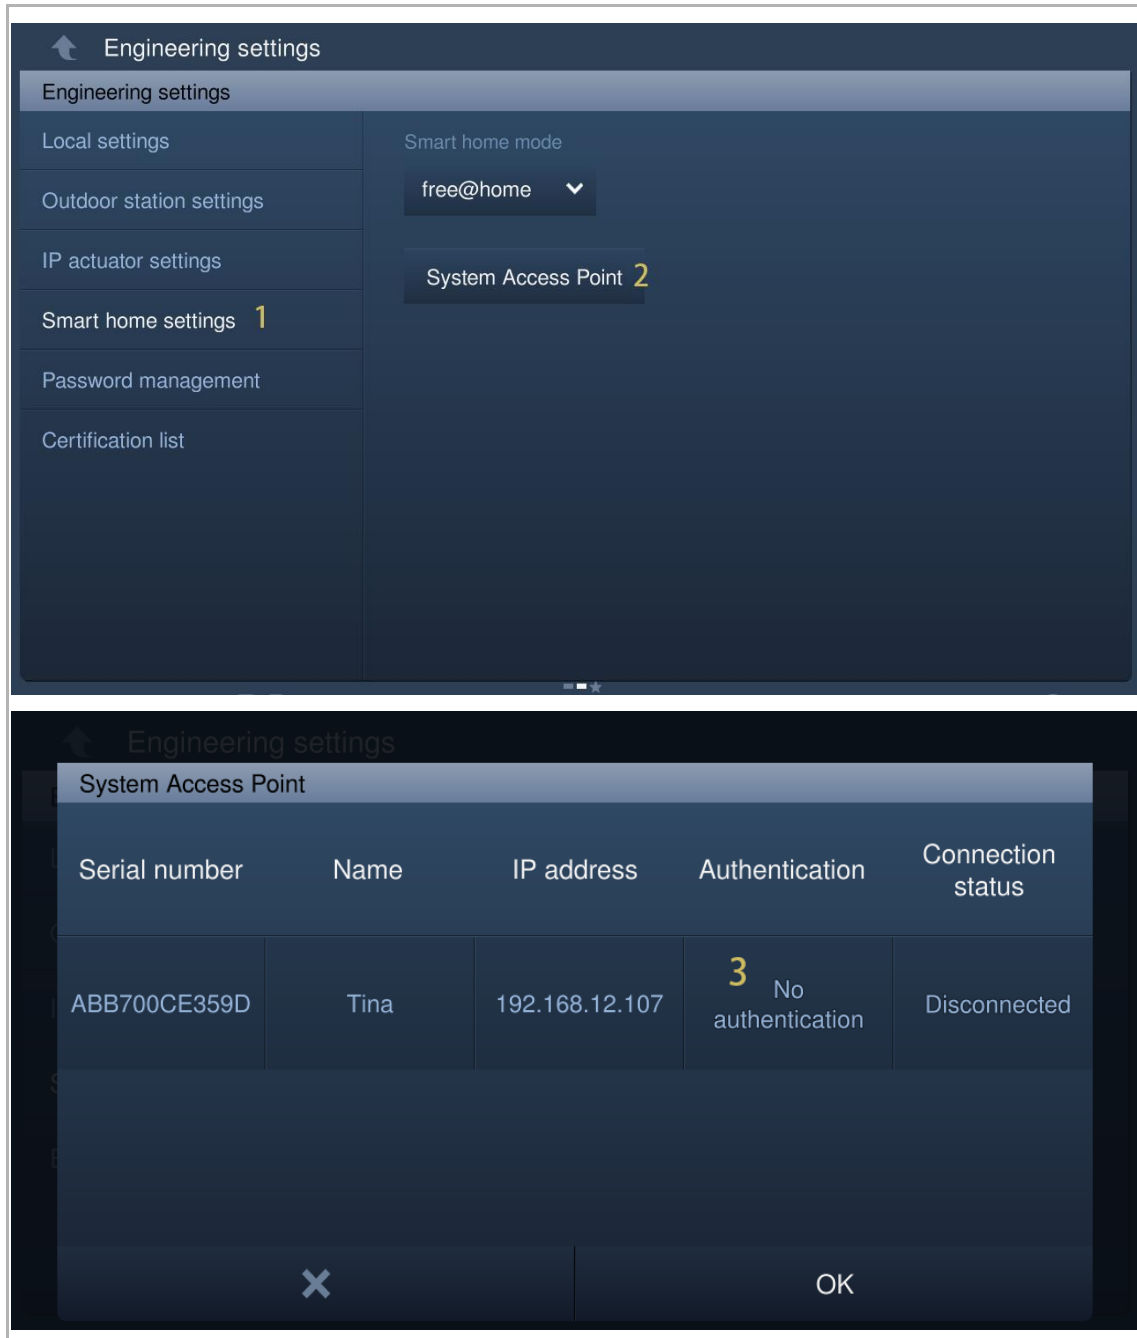 Engineering settings
Engineering settings
Local settings
Outdoor station settings
IP actuator settings
Smart home settings 1
Password management
Certification list
Smart home mode
free@home
System Access Point 2
Engineering settings
System Access Point
Serial number Name IP address Authentication Connection
status
ABB700CE359D Tina 192.168.12.107 3 No
authentication Disconnected
OK